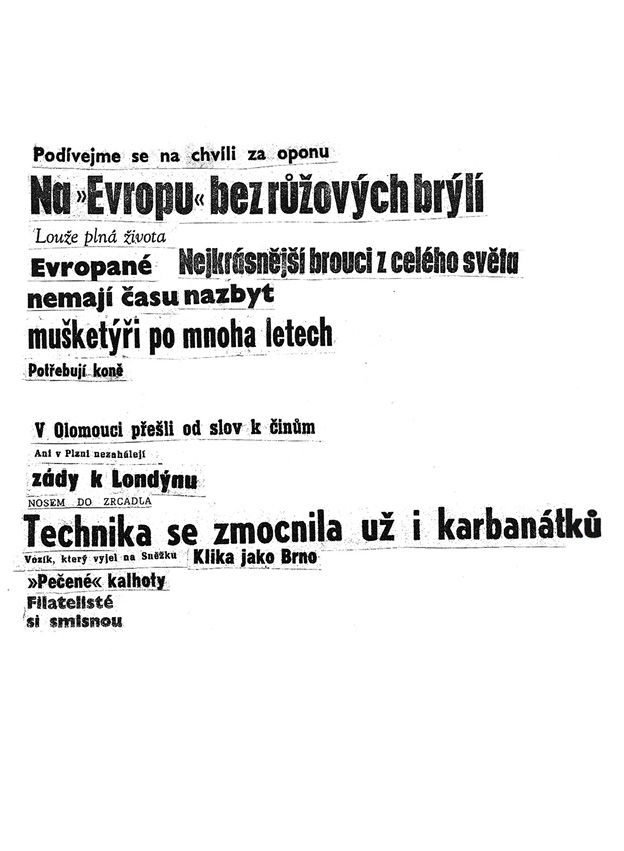 Podívejme se na chvíli za oponu
Na »Evropu« bez růžových brýlí
Louže plná života
Evropané Nejkrásnější brouci z celého světa
nemají času nazbyt
mušketýři po mnoha letech
Potřebují koně
V Olomouci přešli od slov k činům
Ani v Plzni nezahálejí
zády k Londýnu
NOSEM DO ZRCADLA
Technika se zmocnila už i karbanátků
Vozík, který vyjel na Sněžku Klika jako Brno
»Pečené« kalhoty
Filatelisté
si smlsnou